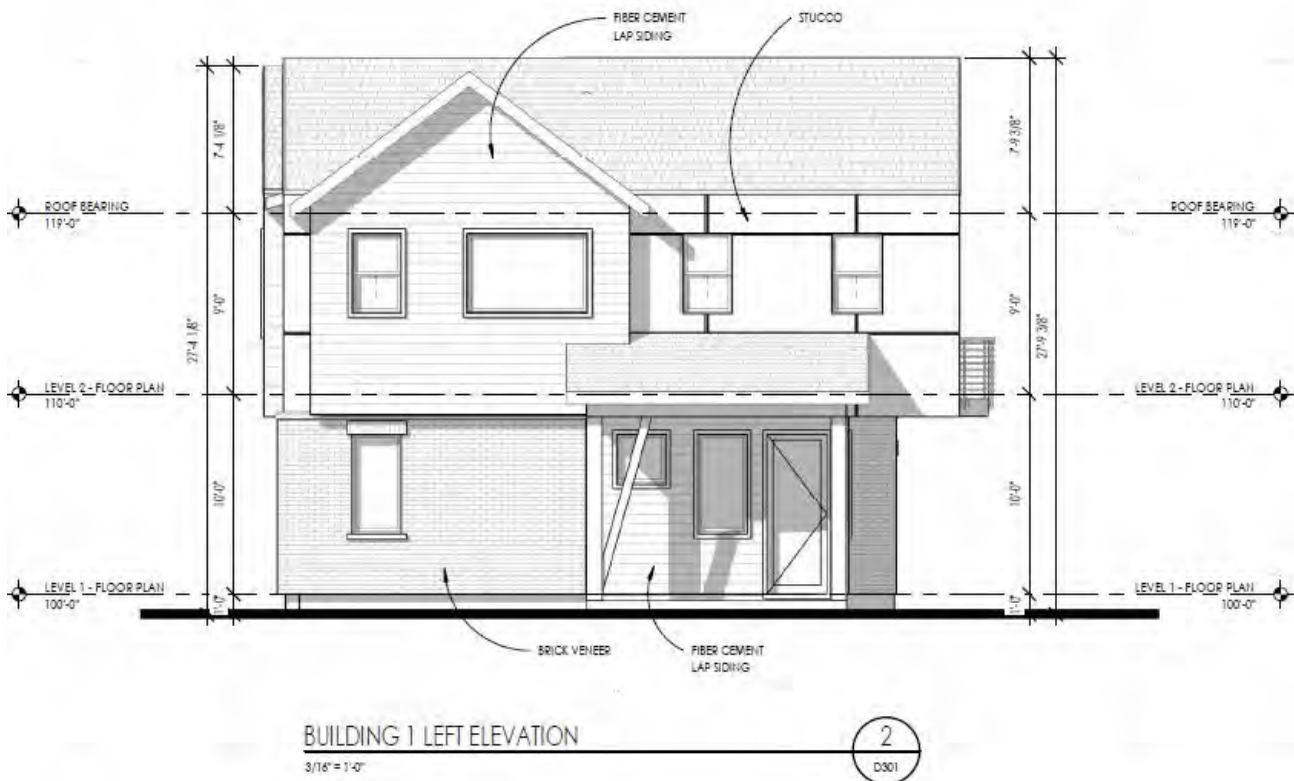 FIBER CEMENT
LAP SIDING
STUCCO
7'-4 1/8"
7'-9 3/8"
ROOF BEARING
119'-0"
ROOF BEARING
119'-0"
9'-0"
27'-4 1/8"
9'-0"
27'-9 3/8"
LEVEL 2 - FLOOR PLAN
110'-0"
LEVEL 2 - FLOOR PLAN
110'-0"
10'-0"
10'-0"
LEVEL 1 - FLOOR PLAN
100'-0"
LEVEL 1 - FLOOR PLAN
100'-0"
1'-0"
1'-0"
BRICK VENEER
FIBER CEMENT
LAP SIDING
BUILDING 1 LEFT ELEVATION
3/16" = 1'-0"
2
D301